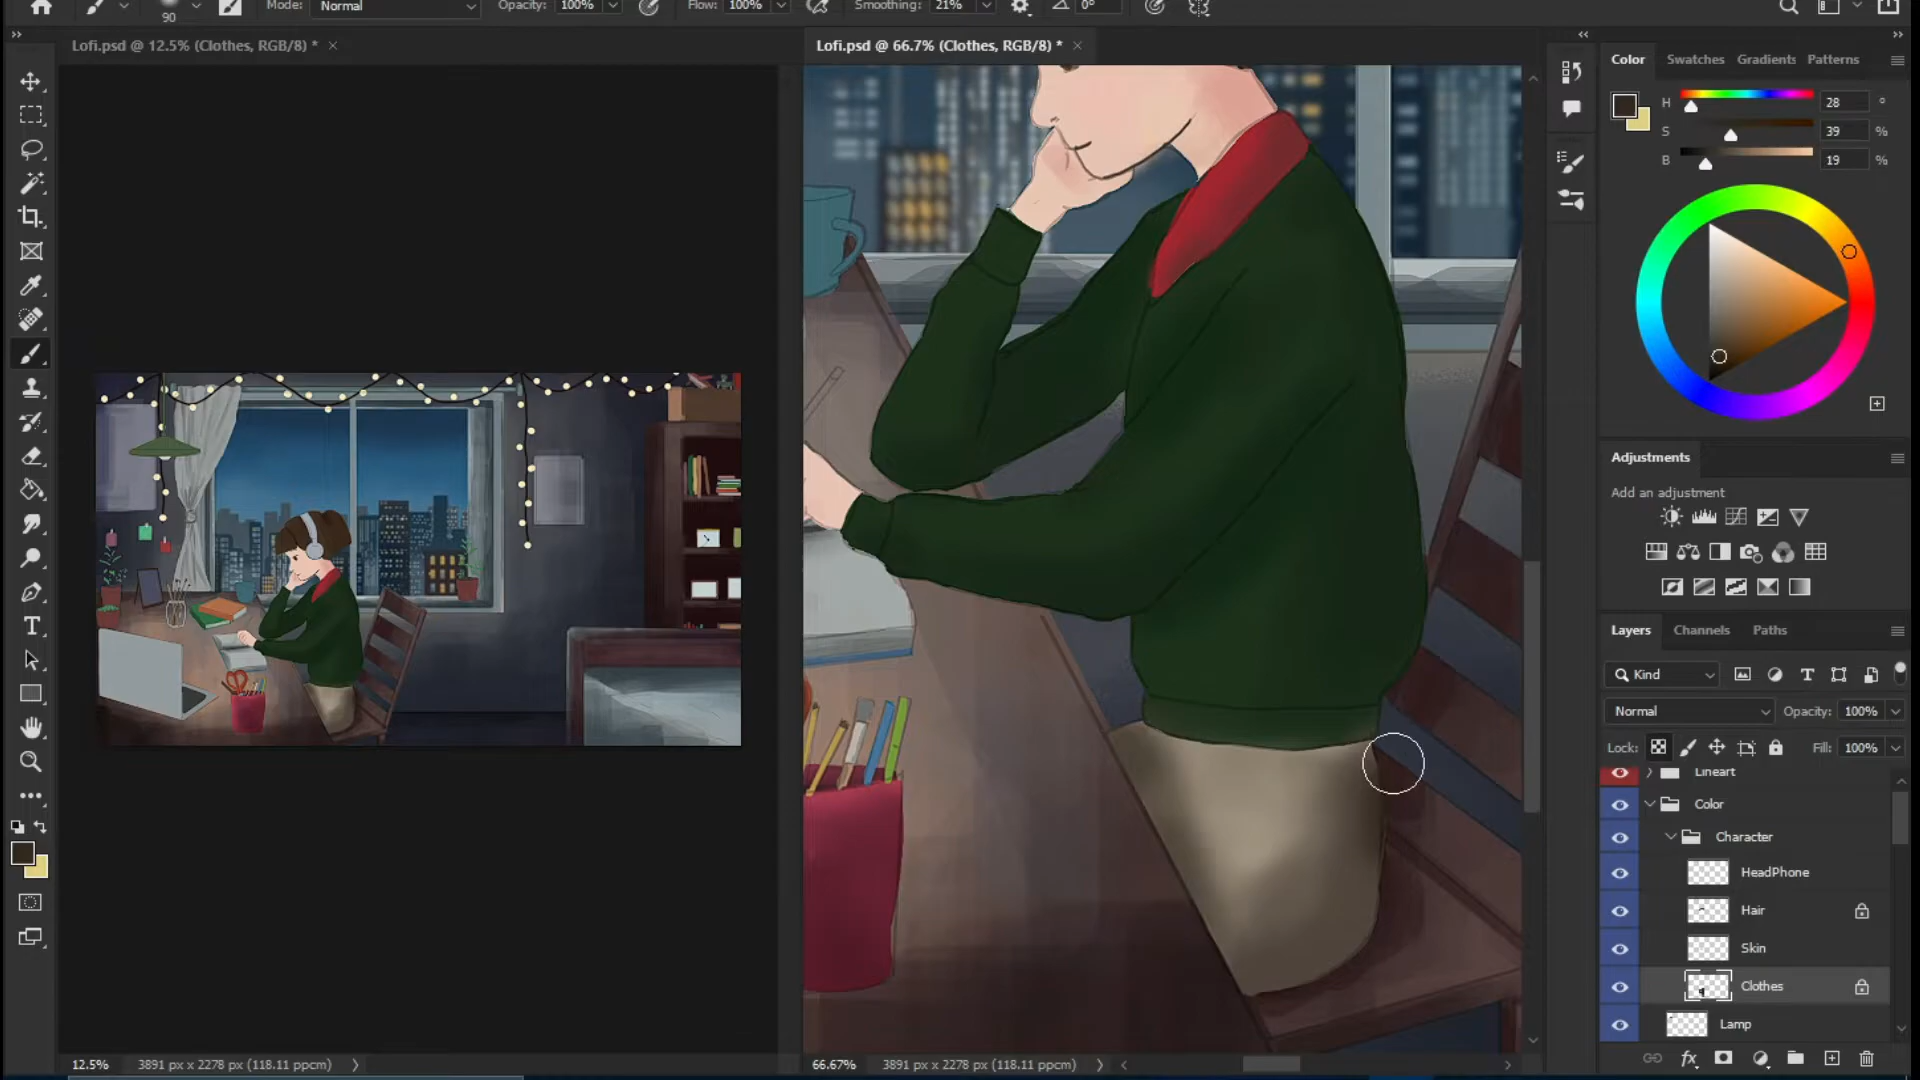 90
Mode: Normal
Opacity: 100%
Flow: 100%
Smoothing: 21%
0°
Lofi.psd @ 12.5% (Clothes, RGB/8) *
Lofi.psd @ 66.7% (Clothes, RGB/8) *
Color Swatches Gradients Patterns
H 28 °
S 39 %
B 19 %
Adjustments
Add an adjustment
Layers Channels Paths
Kind
Normal Opacity: 100%
Lock: Fill: 100%
Lineart
Color
Character
HeadPhone
Hair
Skin
Clothes
Lamp
12.5% 3891 px x 2278 px (118.11 ppcm)
66.67% 3891 px x 2278 px (118.11 ppcm)